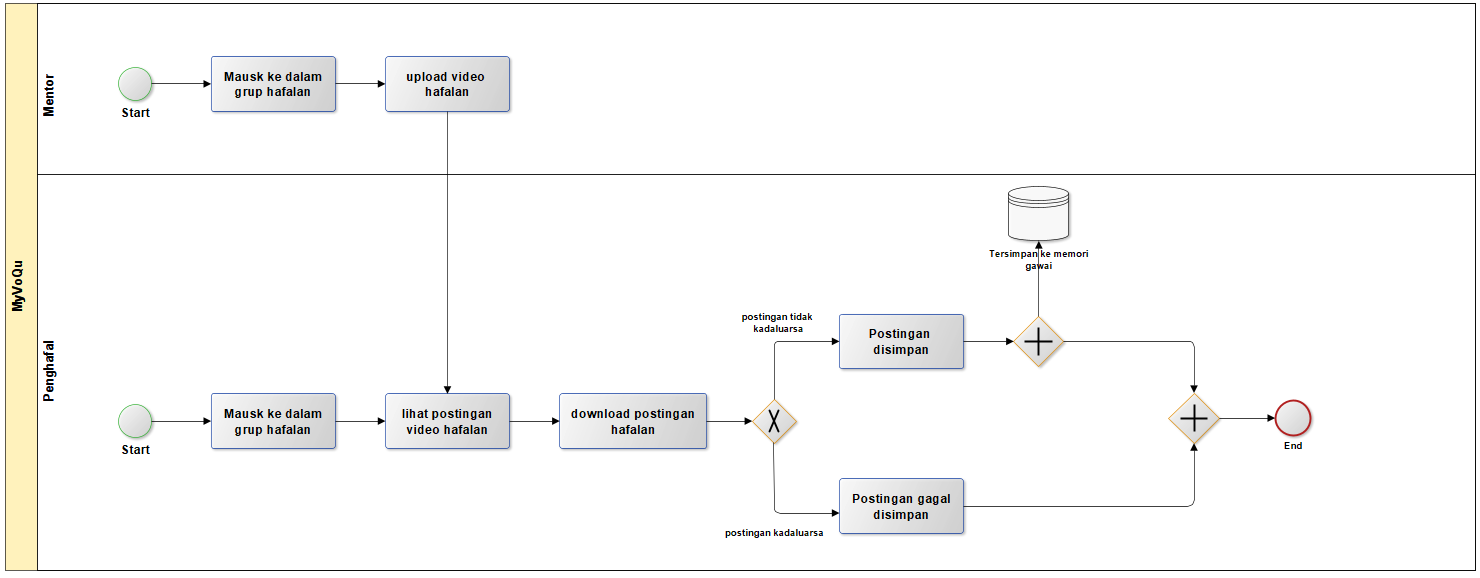 MyVoQu
Mentor
Start
Mausk ke dalam
grup hafalan
upload video
hafalan
Penghafal
Start
Mausk ke dalam
grup hafalan
lihat postingan
video hafalan
download postingan
hafalan
postingan tidak
kadaluarsa
X
Postingan
disimpan
Tersimpan ke memori
gawai
postingan kadaluarsa
Postingan gagal
disimpan
End